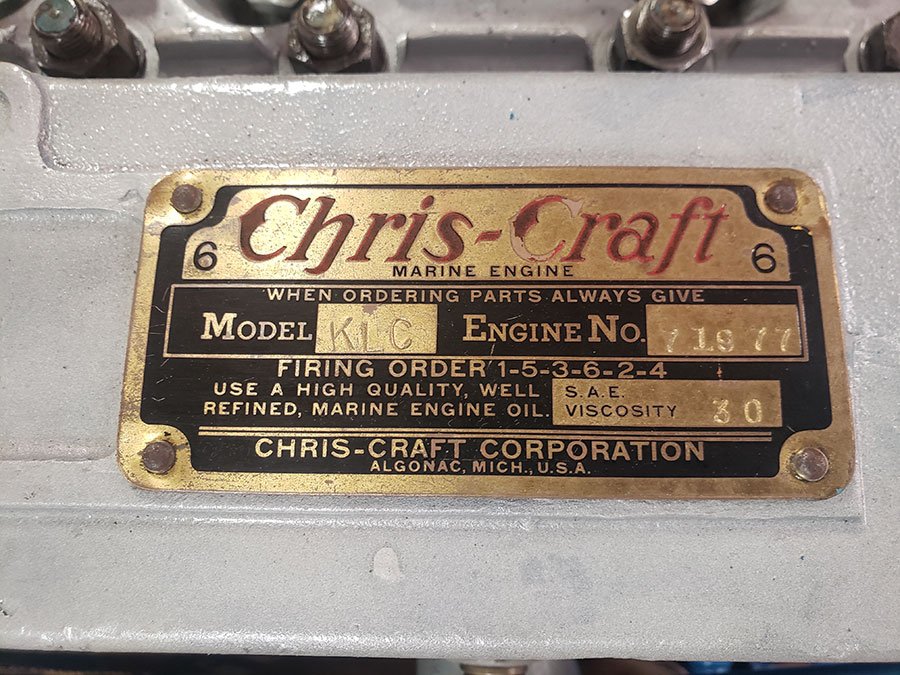 Chris-Craft
6 MARINE ENGINE 6
WHEN ORDERING PARTS ALWAYS GIVE
MODEL KLC ENGINE NO. 71977
FIRING ORDER 1-5-3-6-2-4
USE A HIGH QUALITY, WELL S.A.E.
REFINED, MARINE ENGINE OIL. VISCOSITY 30
CHRIS-CRAFT CORPORATION
ALGONAC, MICH., U.S.A.